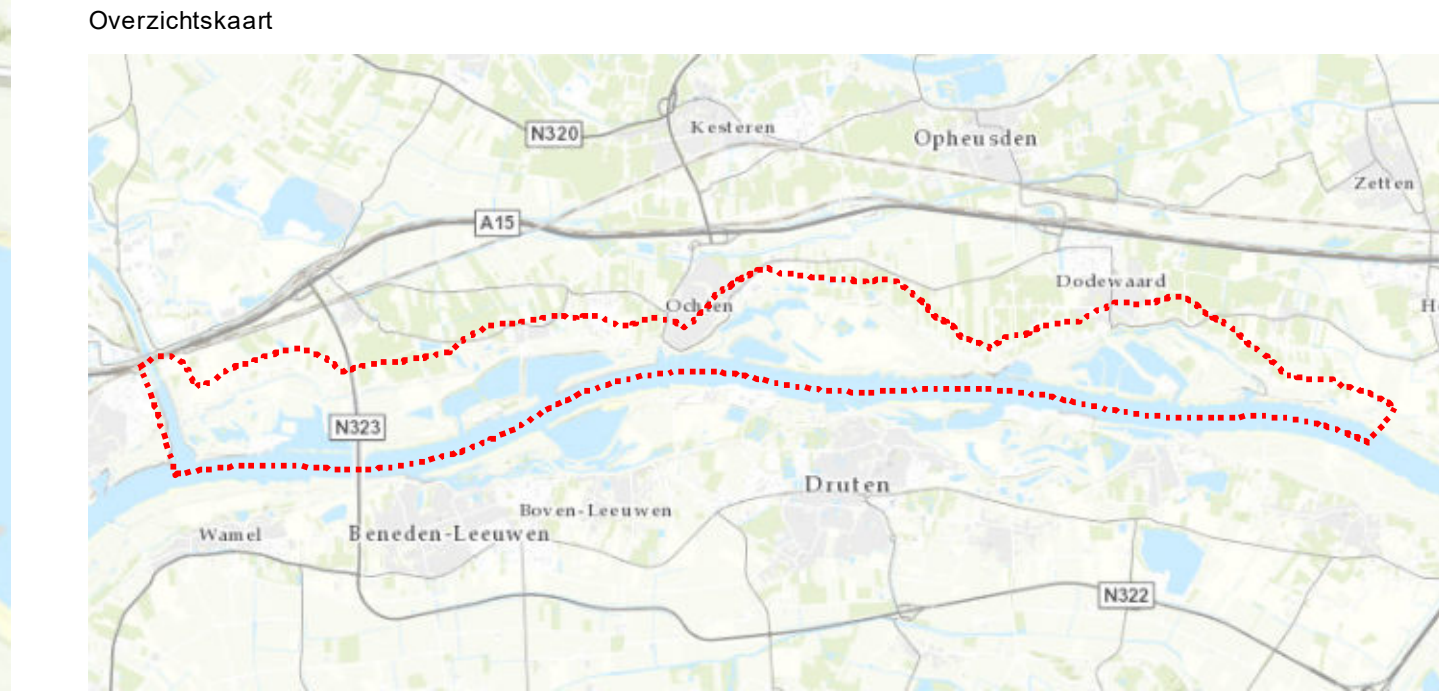 Overzichtskaart
N320
Kesteren
Opheusden
Zetten
A15
Dodewaard
Ochten
N323
Druten
Boven-Leeuwen
Wamel
Beneden-Leeuwen
N322